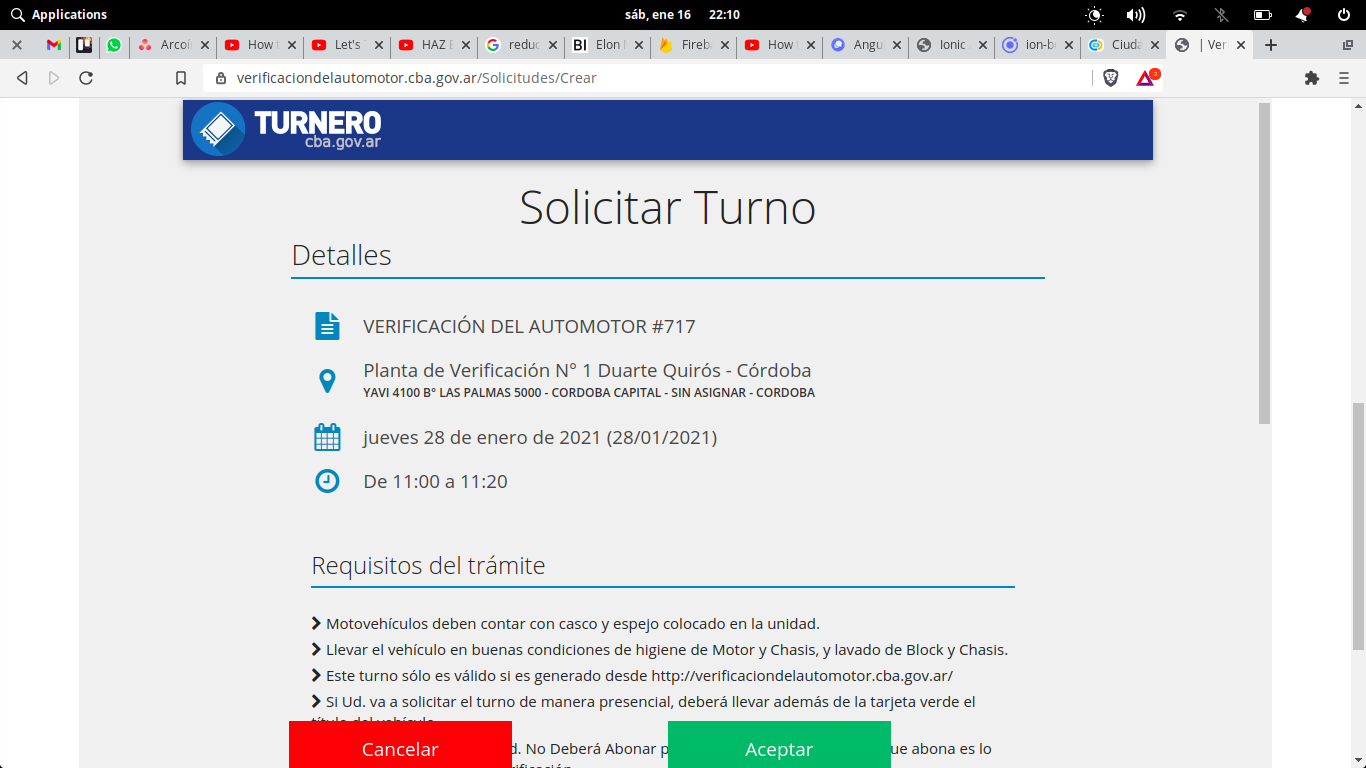 Applications
sáb, ene 16 22:10
Arcoí
How t
Let's
HAZ
reduc
BI Elon
Fireb
How
Angu
Ionic
ion-b
Ciuda
| Ver
verificaciondelautomotor.cba.gov.ar/Solicitudes/Crear
2
TURNERO
cba.gov.ar
Solicitar Turno
Detalles
VERIFICACIÓN DEL AUTOMOTOR #717
Planta de Verificación N° 1 Duarte Quirós - Córdoba
YAVI 4100 B° LAS PALMAS 5000 - CORDOBA CAPITAL - SIN ASIGNAR - CORDOBA
jueves 28 de enero de 2021 (28/01/2021)
De 11:00 a 11:20
Requisitos del trámite
Motovehículos deben contar con casco y espejo colocado en la unidad.
Llevar el vehículo en buenas condiciones de higiene de Motor y Chasis, y lavado de Block y Chasis.
Este turno sólo es válido si es generado desde http://verificaciondelautomotor.cba.gov.ar/
Si Ud. va a solicitar el turno de manera presencial, deberá llevar además de la tarjeta verde el
título del vehículo
d. No Deberá Abonar p
ue abona es lo
Cancelar
Aceptar